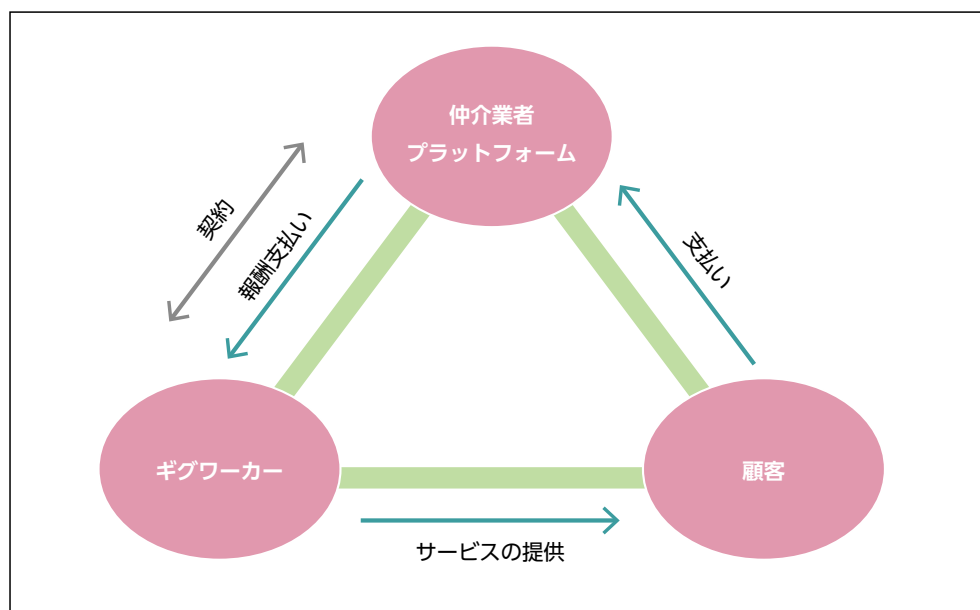 仲介業者
プラットフォーム
契約
報酬支払い
支払い
ギグワーカー
顧客
サービスの提供